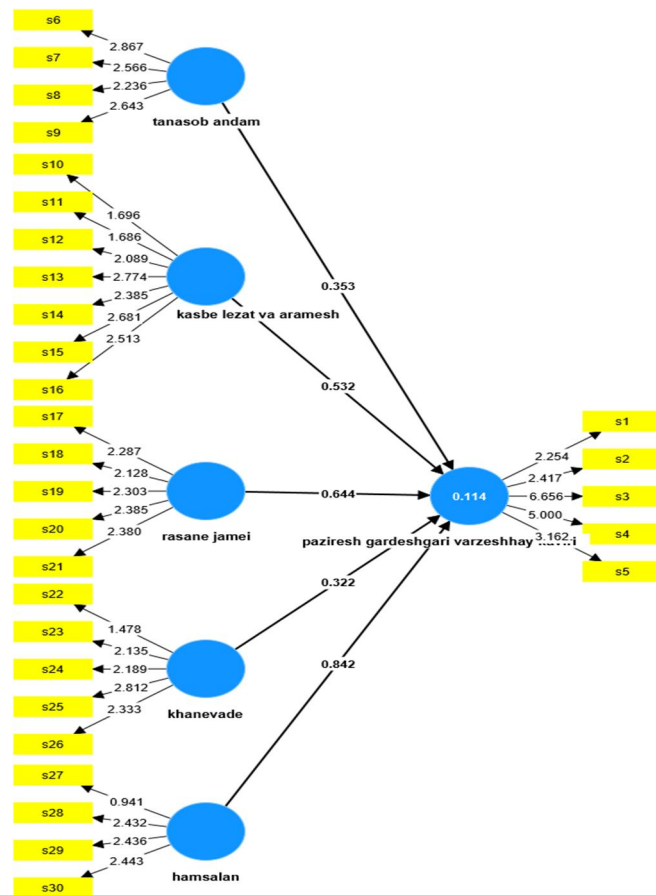 s6
2.867
s7
2.566
s8
2.236
s9
2.643
tanasob andam
s10
1.696
s11
1.686
s12
2.089
s13
2.774
s14
2.385
s15
2.681
s16
2.513
kasbe lezat va aramesh
s17
2.287
s18
2.128
s19
2.303
s20
2.385
s21
2.380
rasane jamei
s22
1.478
s23
2.135
s24
2.189
s25
2.812
s26
2.333
khanevade
s27
0.941
s28
2.432
s29
2.436
s30
2.443
hamsalan
0.353
0.532
0.644
0.322
0.842
0.114
paziresh gardeshgari varzeshhay
s1
2.254
s2
2.417
s3
6.656
s4
5.000
s5
3.162